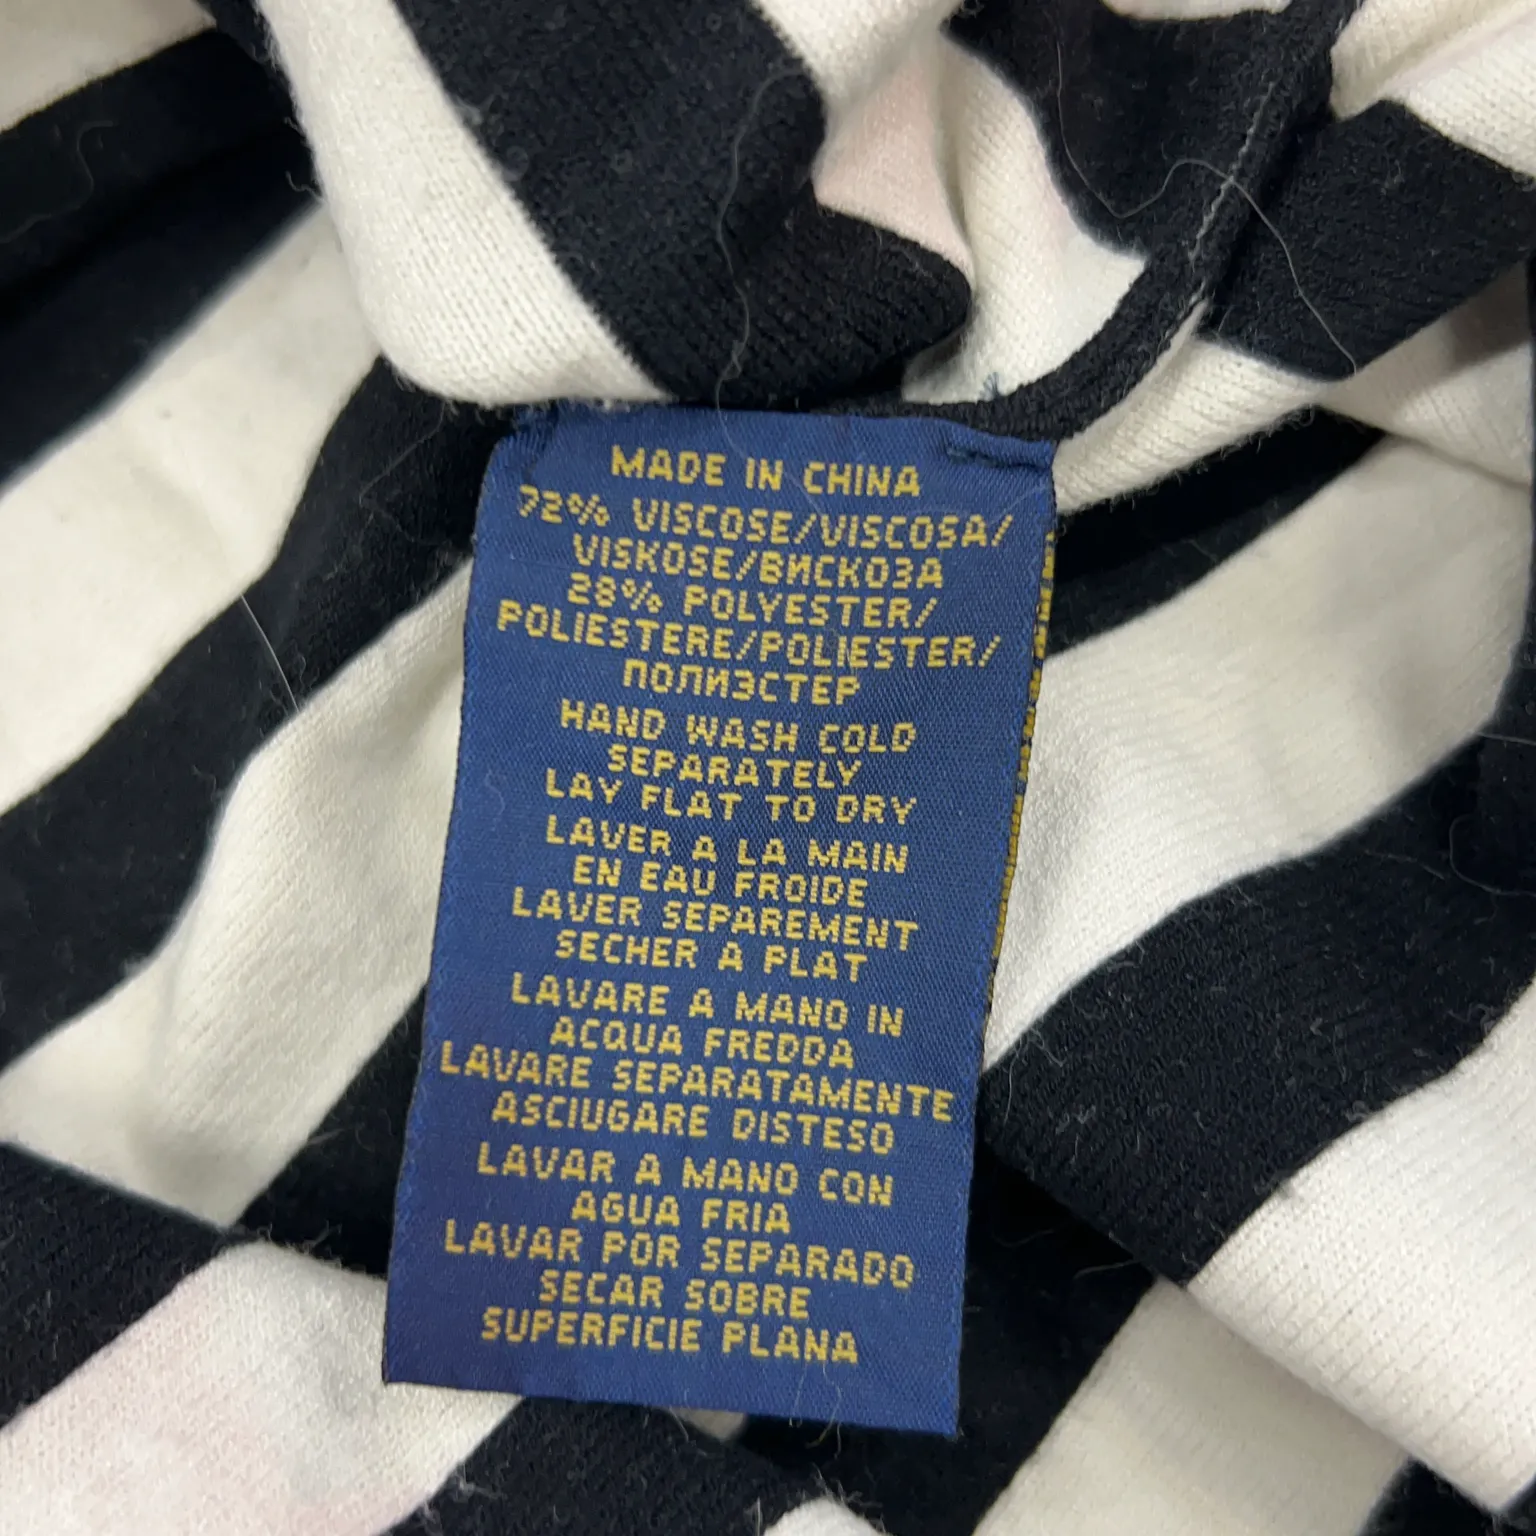 MADE IN CHINA
72% VISCOSE/VISCOSA/
VISKOSE/ВИСКОЗА
28% POLYESTER/
POLIESTERE/POLIESTER/
ПОЛИЭСТЕР
HAND WASH COLD
SEPARATELY
LAY FLAT TO DRY
LAVER A LA MAIN
EN EAU FROIDE
LAVER SEPAREMENT
SECHER A PLAT
LAVARE A MANO IN
ACQUA FREDDA
LAVARE SEPARATAMENTE
ASCIUGARE DISTESO
LAVAR A MANO CON
AGUA FRIA
LAVAR POR SEPARADO
SECAR SOBRE
SUPERFICIE PLANA